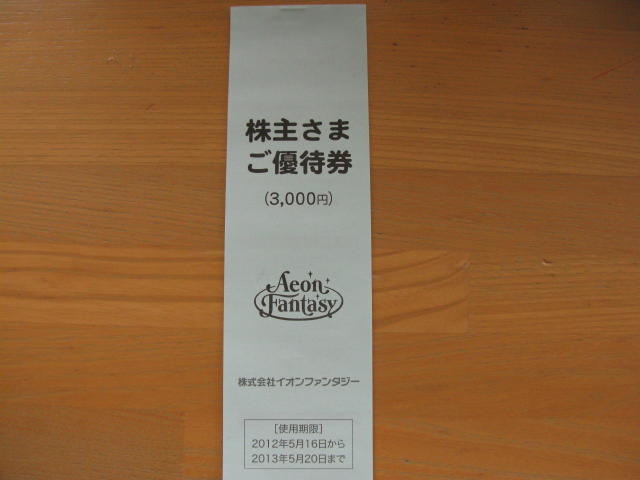 株主さま
ご優待券
(3,000円)
Aeon
Fantasy
株式会社イオンファンタジー
[使用期限]
2012年5月16日から
2013年5月20日まで